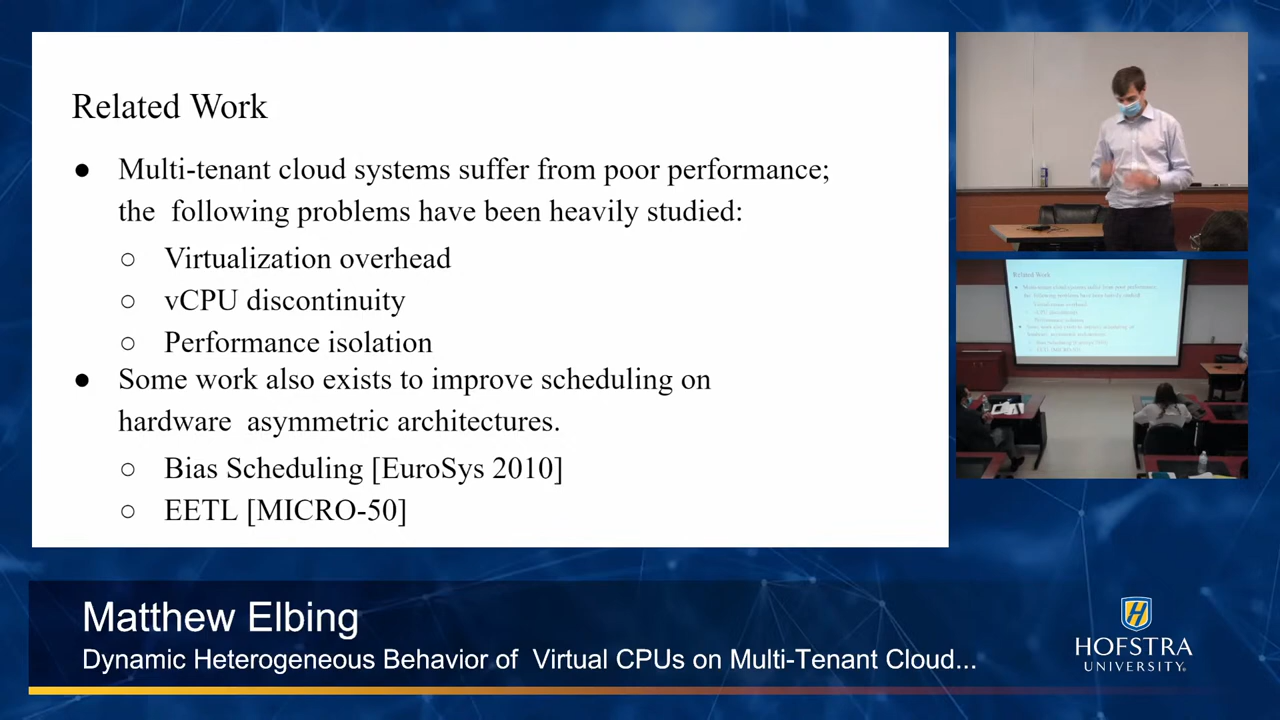 Related Work
● Multi-tenant cloud systems suffer from poor performance;
the following problems have been heavily studied:
○ Virtualization overhead
○ vCPU discontinuity
○ Performance isolation
● Some work also exists to improve scheduling on
hardware asymmetric architectures.
○ Bias Scheduling [EuroSys 2010]
○ EETL [MICRO-50]
Related Work
Matthew Elbing
Dynamic Heterogeneous Behavior of Virtual CPUs on Multi-Tenant Cloud...
H
HOFSTRA
UNIVERSITY®